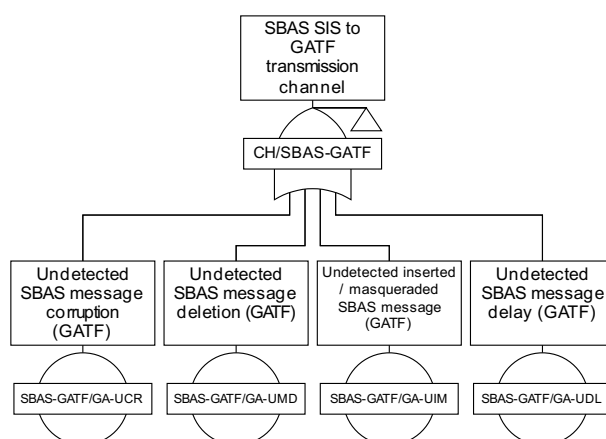 SBAS SIS to
GATF
transmission
channel
CH/SBAS-GATF
Undetected
SBAS message
corruption
(GATF)
Undetected
SBAS message
deletion (GATF)
Undetected inserted
/ masqueraded
SBAS message
(GATF)
Undetected
SBAS message
delay (GATF)
SBAS-GATF/GA-UCR
SBAS-GATF/GA-UMD
SBAS-GATF/GA-UIM
SBAS-GATF/GA-UDL